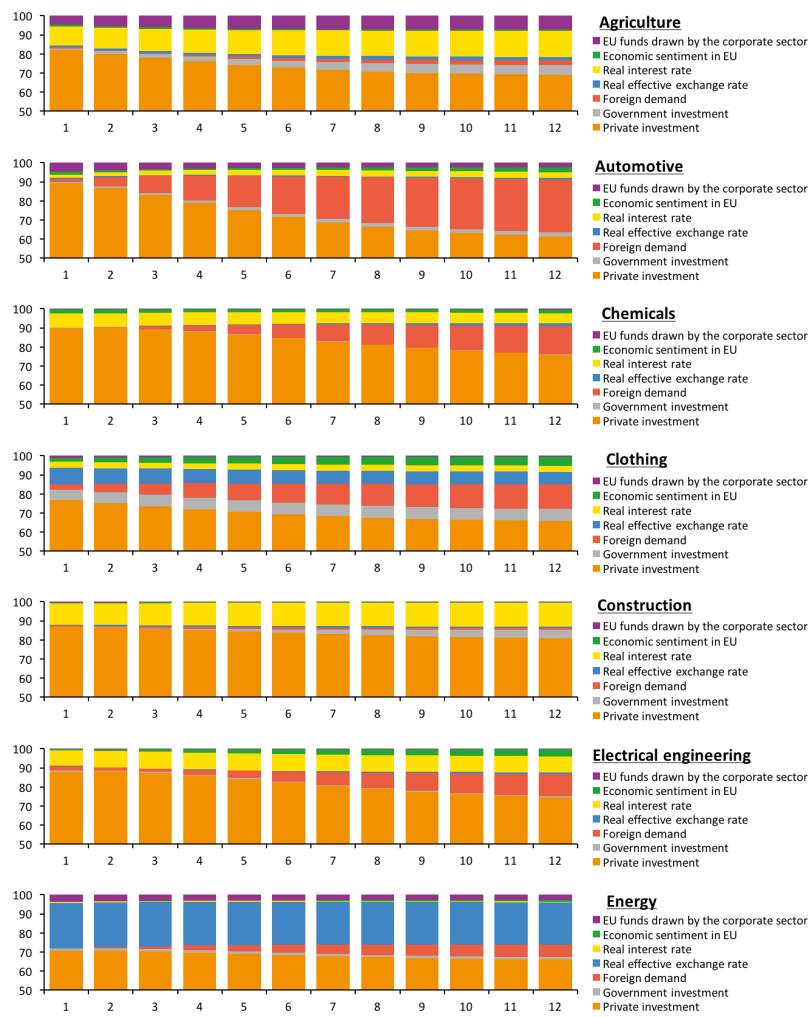 Agriculture
100
90
80
70
60
50
1 2 3 4 5 6 7 8 9 10 11 12
EU funds drawn by the corporate sector
Economic sentiment in EU
Real interest rate
Real effective exchange rate
Foreign demand
Government investment
Private investment
Automotive
100
90
80
70
60
50
1 2 3 4 5 6 7 8 9 10 11 12
EU funds drawn by the corporate sector
Economic sentiment in EU
Real interest rate
Real effective exchange rate
Foreign demand
Government investment
Private investment
Chemicals
100
90
80
70
60
50
1 2 3 4 5 6 7 8 9 10 11 12
EU funds drawn by the corporate sector
Economic sentiment in EU
Real interest rate
Real effective exchange rate
Foreign demand
Government investment
Private investment
Clothing
100
90
80
70
60
50
1 2 3 4 5 6 7 8 9 10 11 12
EU funds drawn by the corporate sector
Economic sentiment in EU
Real interest rate
Real effective exchange rate
Foreign demand
Government investment
Private investment
Construction
100
90
80
70
60
50
1 2 3 4 5 6 7 8 9 10 11 12
EU funds drawn by the corporate sector
Economic sentiment in EU
Real interest rate
Real effective exchange rate
Foreign demand
Government investment
Private investment
Electrical engineering
100
90
80
70
60
50
1 2 3 4 5 6 7 8 9 10 11 12
EU funds drawn by the corporate sector
Economic sentiment in EU
Real interest rate
Real effective exchange rate
Foreign demand
Government investment
Private investment
Energy
100
90
80
70
60
50
1 2 3 4 5 6 7 8 9 10 11 12
EU funds drawn by the corporate sector
Economic sentiment in EU
Real interest rate
Real effective exchange rate
Foreign demand
Government investment
Private investment